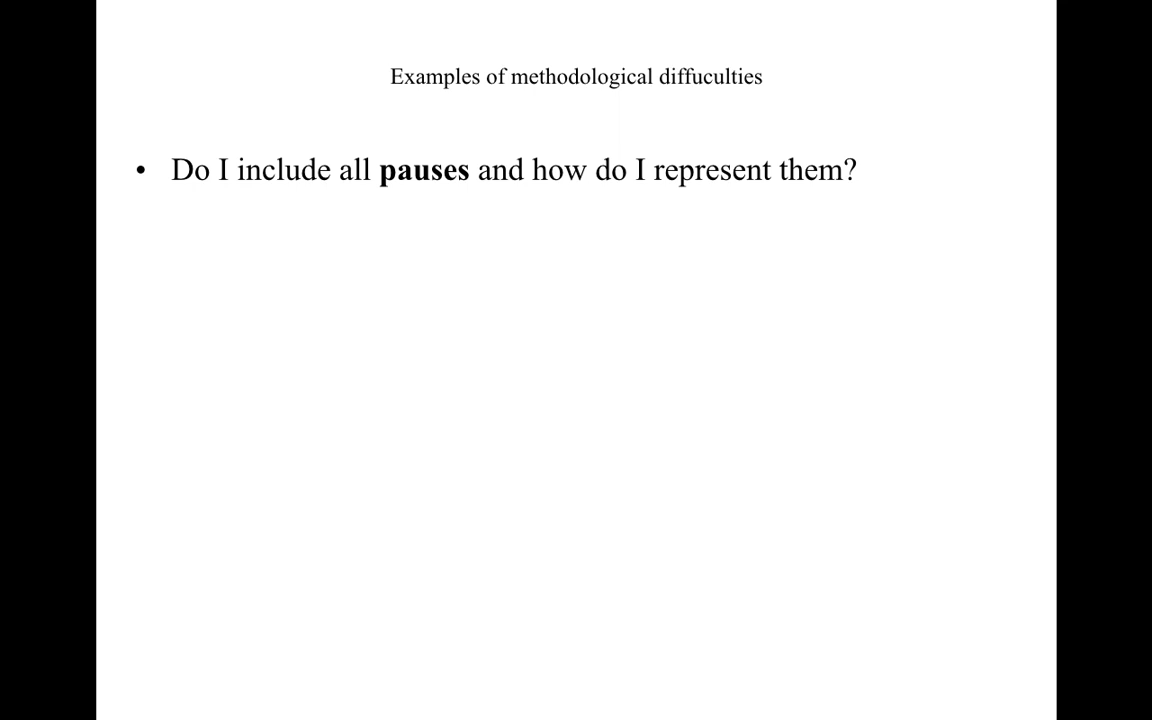 Examples of methodological diffuculties
• Do I include all pauses and how do I represent them?